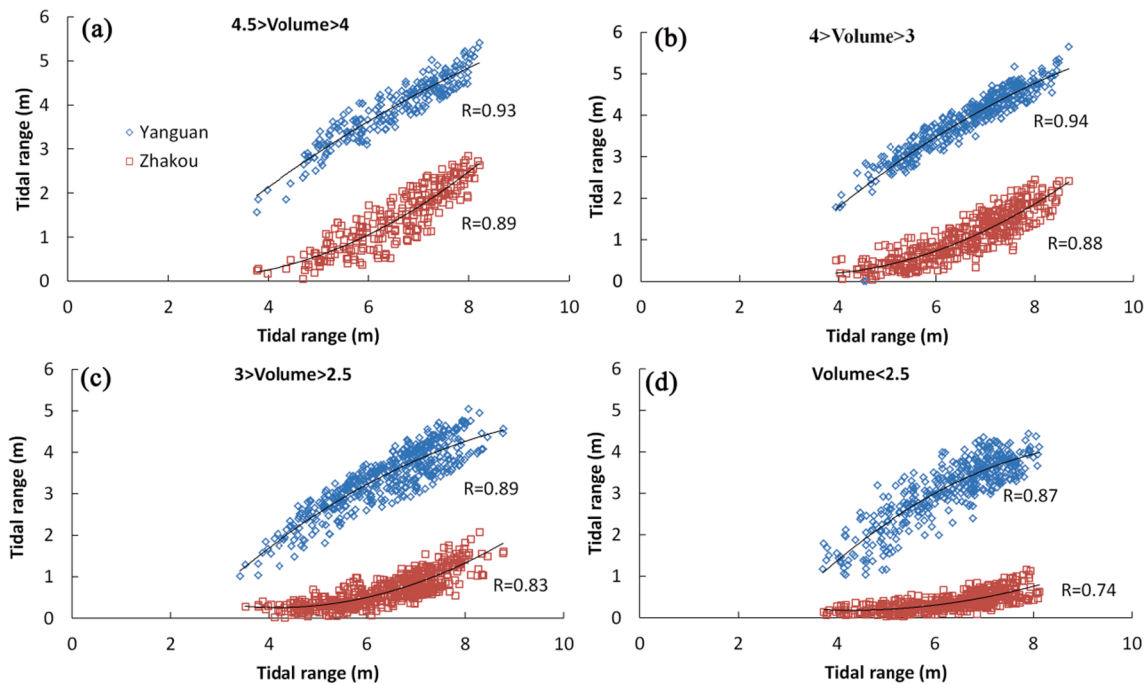 (a)
4.5>Volume>4
Tidal range (m)
6
5
4
3
2
1
0
Yanguan
Zhakou
R=0.93
R=0.89
0 2 4 6 8 10
Tidal range (m)
(b)
4>Volume>3
Tidal range (m)
6
5
4
3
2
1
0
R=0.94
R=0.88
0 2 4 6 8 10
Tidal range (m)
(c)
3>Volume>2.5
Tidal range (m)
6
5
4
3
2
1
0
R=0.89
R=0.83
0 2 4 6 8 10
Tidal range (m)
(d)
Volume<2.5
Tidal range (m)
6
5
4
3
2
1
0
R=0.87
R=0.74
0 2 4 6 8 10
Tidal range (m)